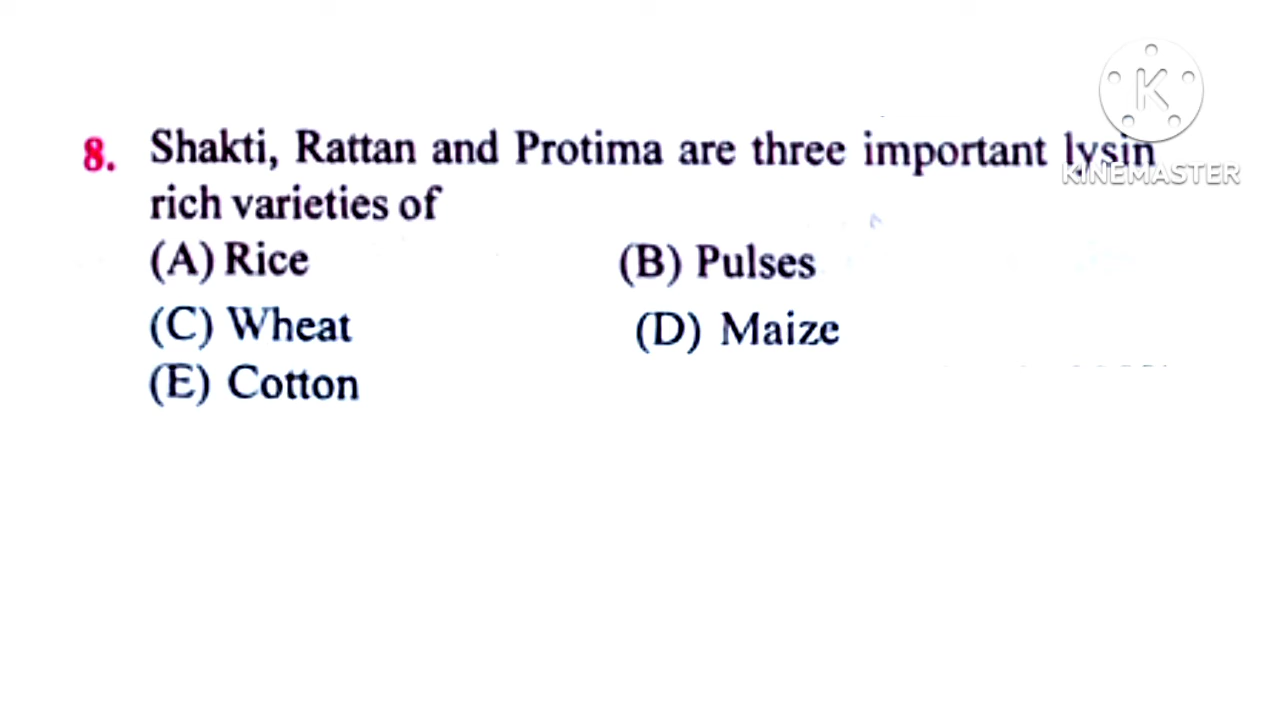 8. Shakti, Rattan and Protima are three important lysin
KINEMASTER
rich varieties of
(A) Rice (B) Pulses
(C) Wheat (D) Maize
(E) Cotton